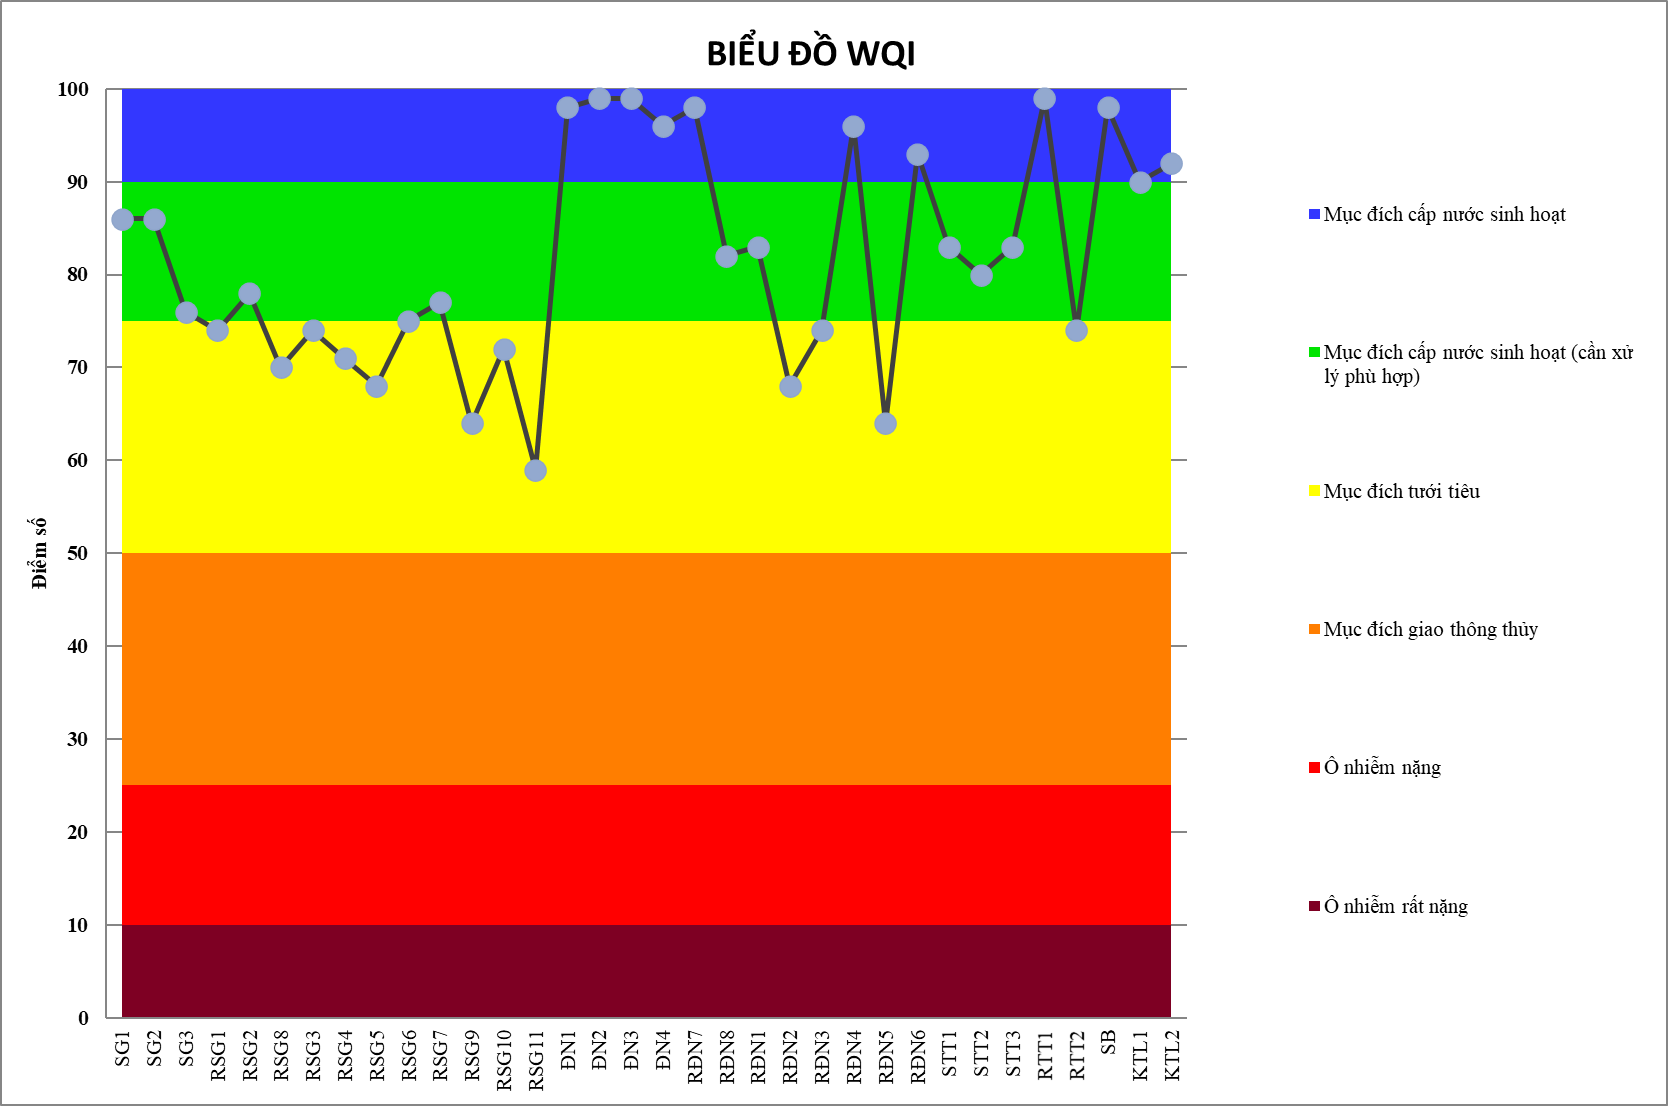 BIỂU ĐỒ WQI
Điểm số
100
90
80
70
60
50
40
30
20
10
0
SG1
SG2
SG3
RSG1
RSG2
RSG8
RSG3
RSG4
RSG5
RSG6
RSG7
RSG9
RSG10
RSG11
ĐN1
ĐN2
ĐN3
ĐN4
RĐN7
RĐN8
RĐN1
RĐN2
RĐN3
RĐN4
RĐN5
RĐN6
STT1
STT2
STT3
RTT1
RTT2
SB
KTL1
KTL2
Mục đích cấp nước sinh hoạt
Mục đích cấp nước sinh hoạt (cần xử
lý phù hợp)
Mục đích tưới tiêu
Mục đích giao thông thủy
Ô nhiễm nặng
Ô nhiễm rất nặng